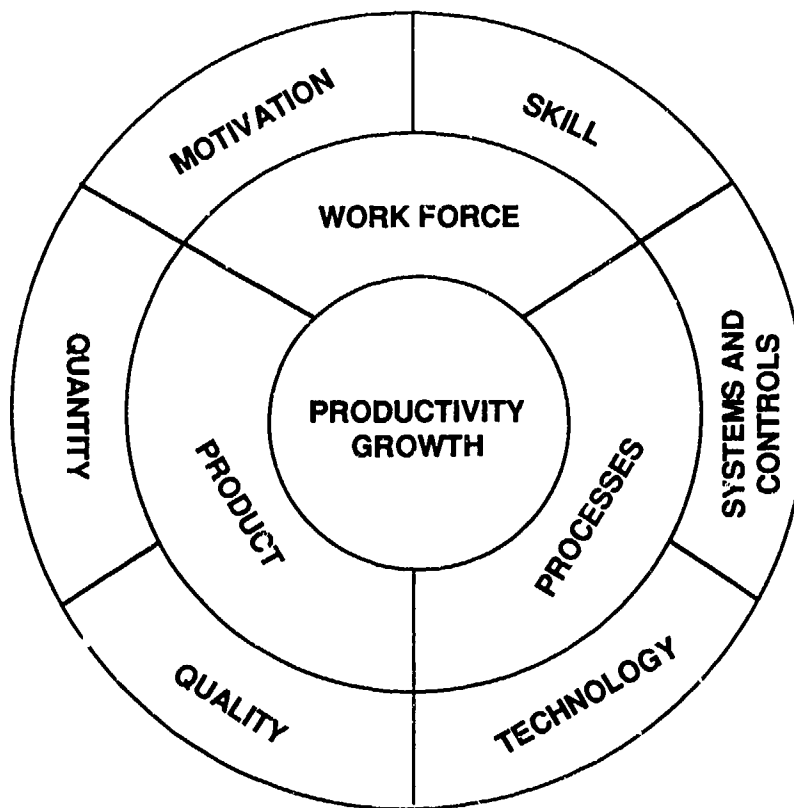 MOTIVATION
SKILL
WORK FORCE
QUANTITY
SYSTEMS AND
CONTROLS
PRODUCTIVITY
GROWTH
PRODUCT
PROCESSES
QUALITY
TECHNOLOGY